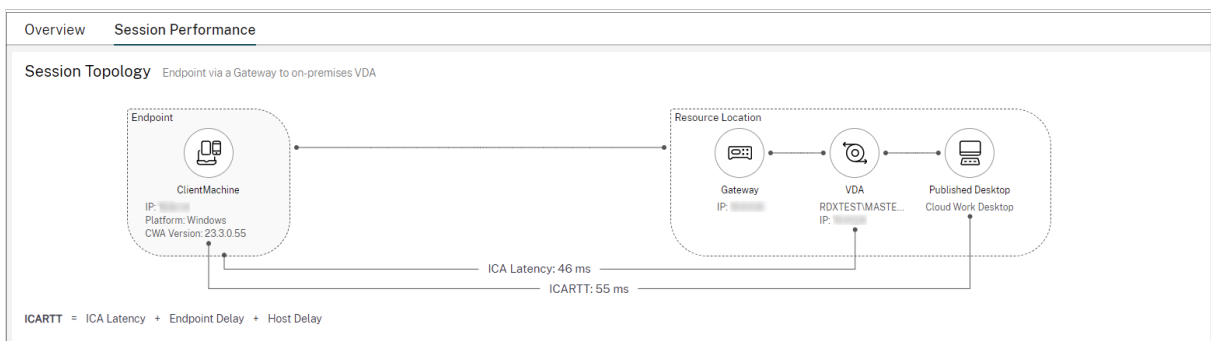 Overview Session Performance
Session Topology Endpoint via a Gateway to on-premises VDA
Endpoint
Resource Location
ClientMachine
IP:
Platform: Windows
CWA Version: 23.3.0.55
Gateway
IP:
VDA
RDXTEST\MASTE...
IP:
Published Desktop
Cloud Work Desktop
ICA Latency: 46 ms
ICARTT: 55 ms
ICARTT = ICA Latency + Endpoint Delay + Host Delay